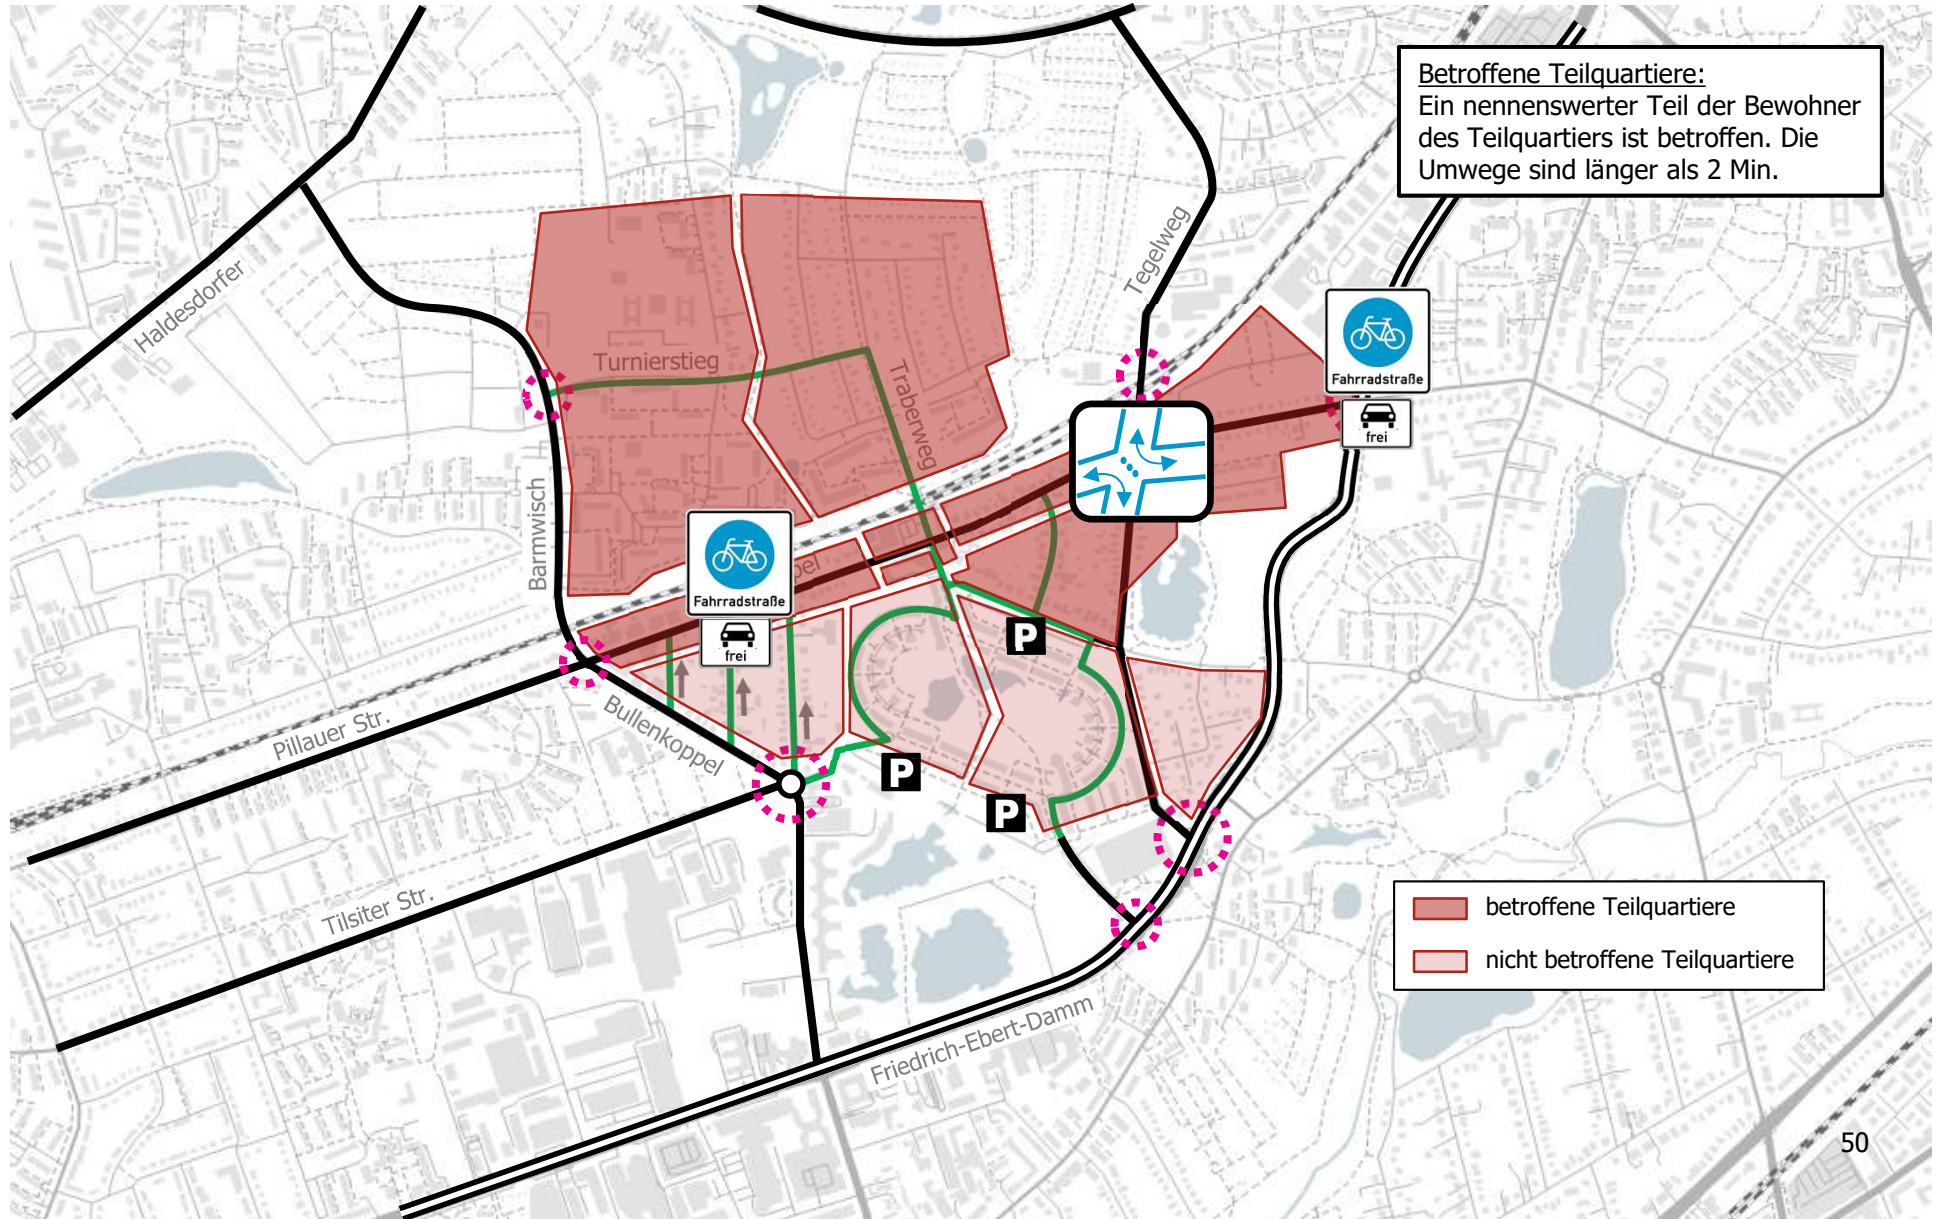 Betroffene Teilquartiere:
Ein nennenswerter Teil der Bewohner
des Teilquartiers ist betroffen. Die
Umwege sind länger als 2 Min.
Haldesdorfer
Tegelweg
Turnierstieg
Traberweg
Barmwisch
Fahrradstraße
frei
Fahrradstraße
frei
P
P
P
Bullenkoppel
Pillauer Str.
Tilsiter Str.
Friedrich-Ebert-Damm
betroffene Teilquartiere
nicht betroffene Teilquartiere
50